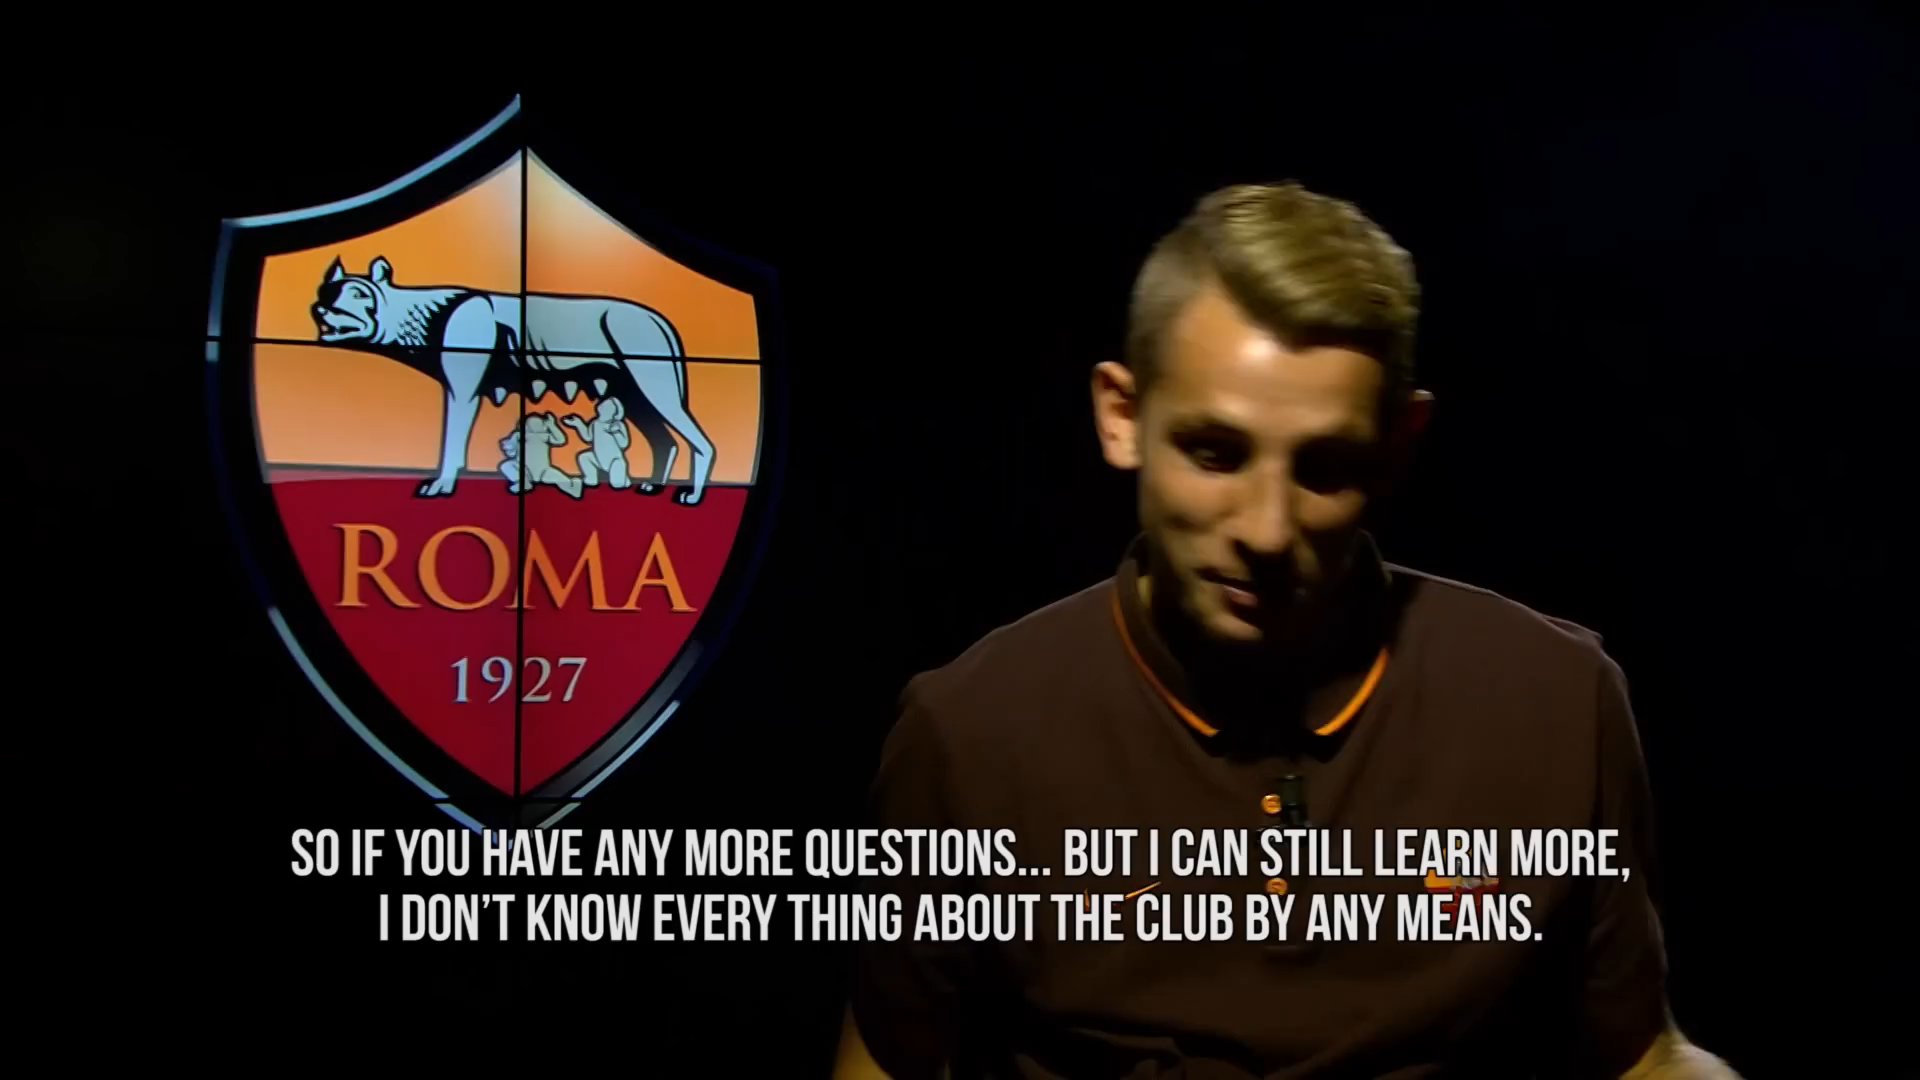 ROMA
1927
SO IF YOU HAVE ANY MORE QUESTIONS... BUT I CAN STILL LEARN MORE,
I DON'T KNOW EVERY THING ABOUT THE CLUB BY ANY MEANS.